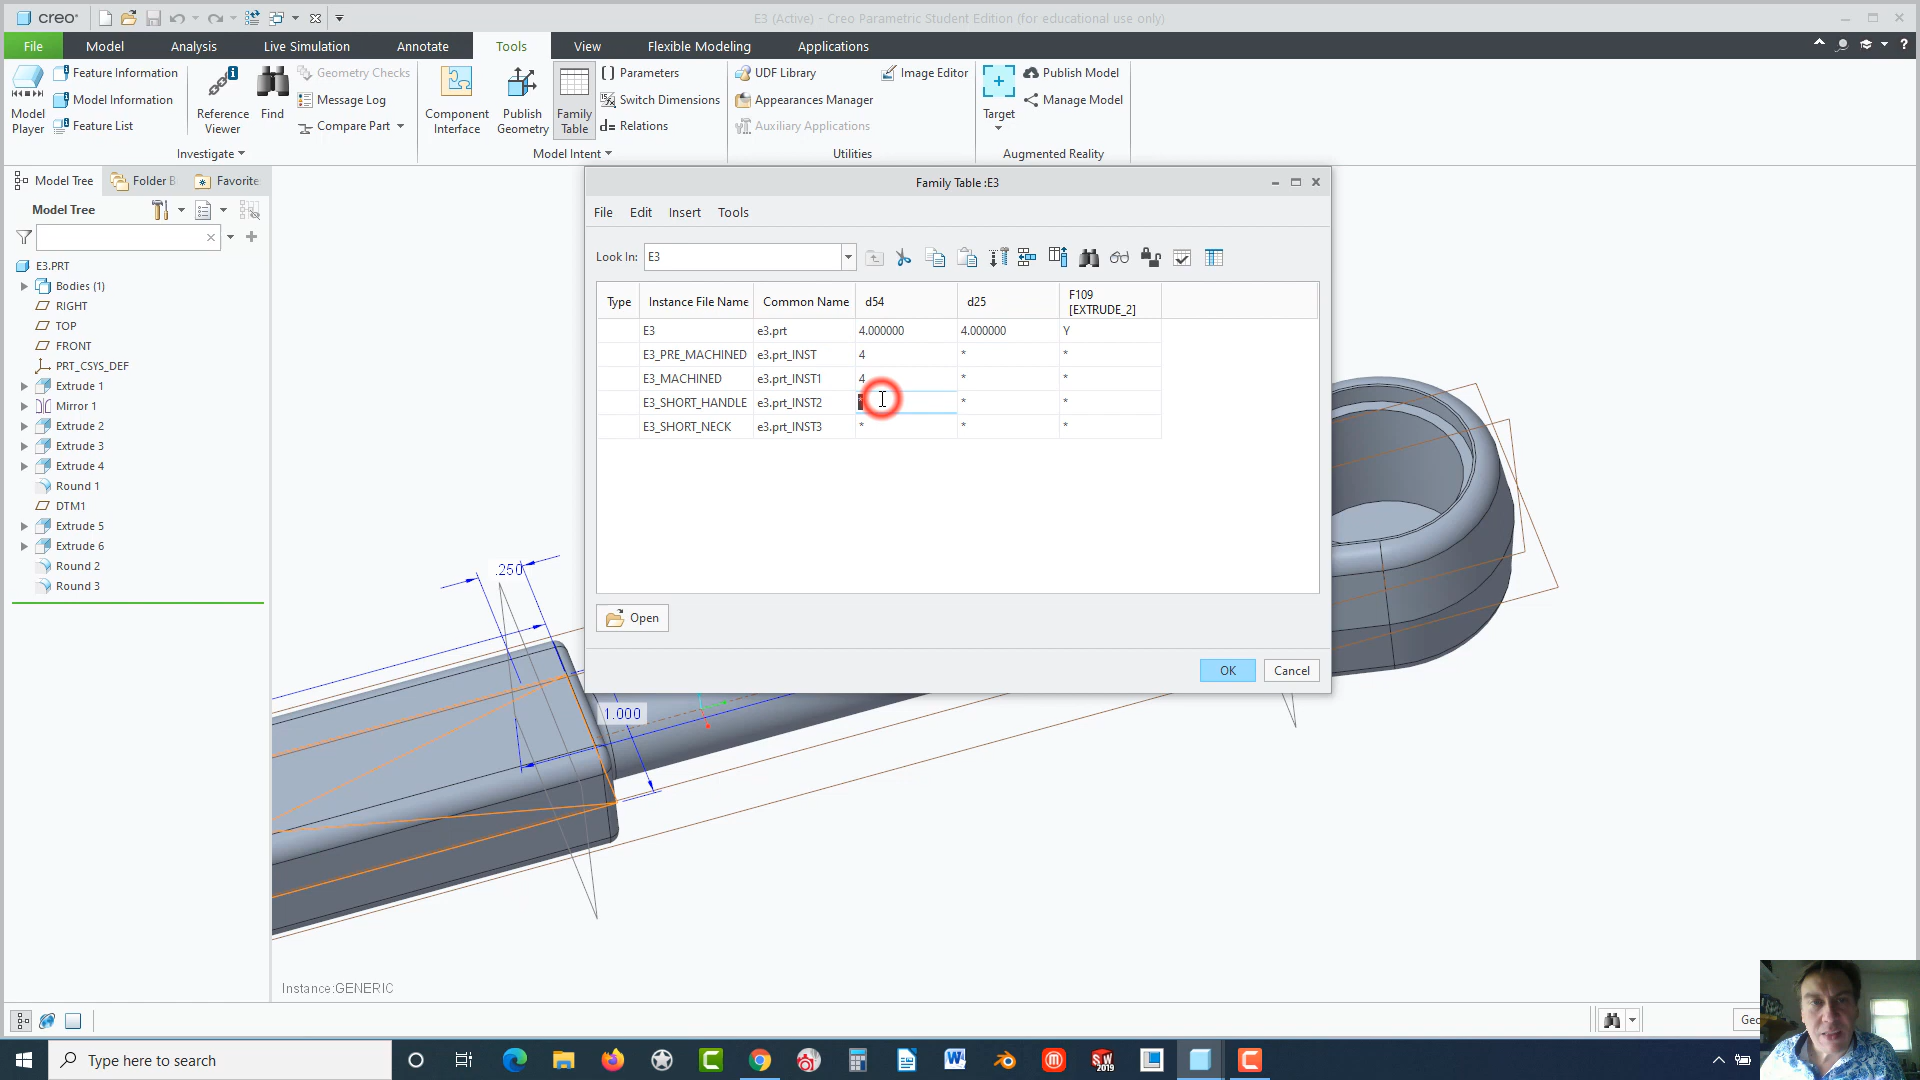 creo
E3 (Active) - Creo Parametric Student Edition (for educational use only)
File Model Analysis Live Simulation Annotate Tools View Flexible Modeling Applications
Model Player
Feature Information
Model Information
Feature List
Reference Viewer
Find
Geometry Checks
Message Log
Compare Part
Investigate
Component Interface
Publish Geometry
Family Table
Parameters
Switch Dimensions
d= Relations
Model Intent
UDF Library
Appearances Manager
Auxiliary Applications
Image Editor
Utilities
Target
Publish Model
Manage Model
Augmented Reality
Model Tree Folder B Favorite
Model Tree
E3.PRT
Bodies (1)
RIGHT
TOP
FRONT
PRT_CSYS_DEF
Extrude 1
Mirror 1
Extrude 2
Extrude 3
Extrude 4
Round 1
DTM1
Extrude 5
Extrude 6
Round 2
Round 3
Family Table :E3
File Edit Insert Tools
Look In: E3
Type Instance File Name Common Name d54 d25 F109 [EXTRUDE_2]
E3 e3.prt 4.000000 4.000000 Y
E3_PRE_MACHINED e3.prt_INST 4 * *
E3_MACHINED e3.prt_INST1 4 * *
E3_SHORT_HANDLE e3.prt_INST2 * * *
E3_SHORT_NECK e3.prt_INST3 * * *
Open
OK Cancel
.250
1.000
Instance:GENERIC
Geo
Type here to search
SW
2019